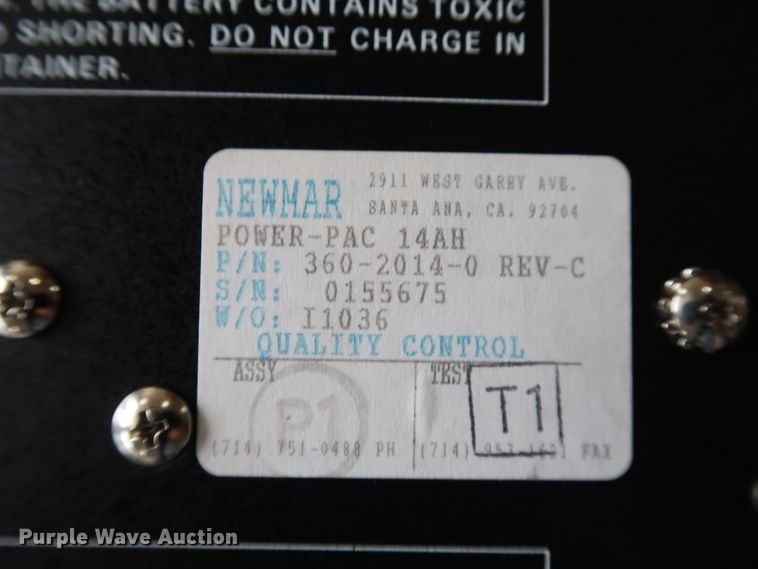 THE BATTERY CONTAINS TOXIC
SHORTING. DO NOT CHARGE IN
TAINER.
NEWMAR 2911 WEST GARRY AVE.
SANTA ANA, CA. 92704
POWER-PAC 14AH
P/N: 360-2014-0 REV-C
S/N: 0155675
W/O: I1036
QUALITY CONTROL
ASSY TEST
P1 T1
(714) 751-0488 PH (714) FAX
Purple Wave Auction